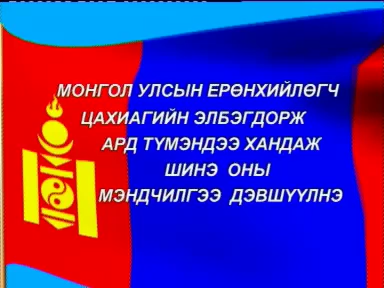 МОНГОЛ УЛСЫН ЕРӨНХИЙЛӨГЧ
ЦАХИАГИЙН ЭЛБЭГДОРЖ
АРД ТҮМЭНДЭЭ ХАНДАЖ
ШИНЭ ОНЫ
МЭНДЧИЛГЭЭ ДЭВШҮҮЛНЭ